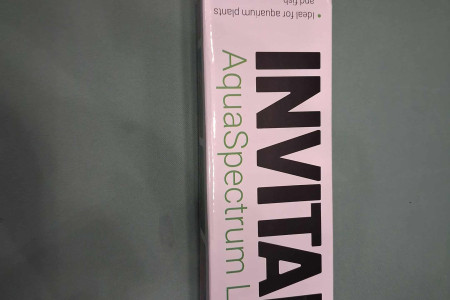 INVITA
AquaSpectrum L
• Ideal for aquarium plants
and fish